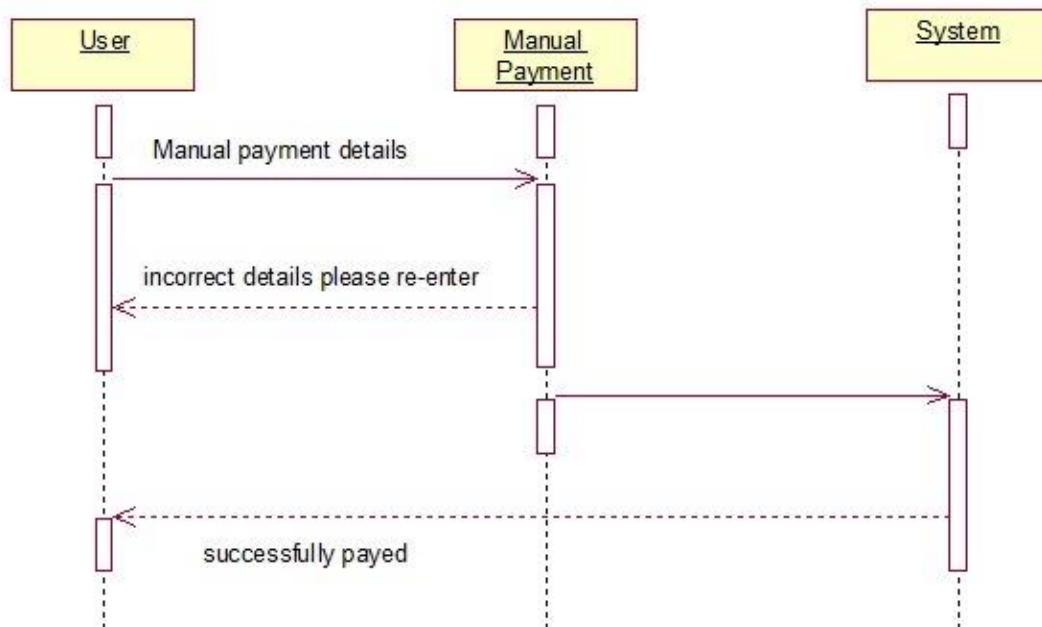 User
Manual
Payment
System
Manual payment details
incorrect details please re-enter
successfully payed